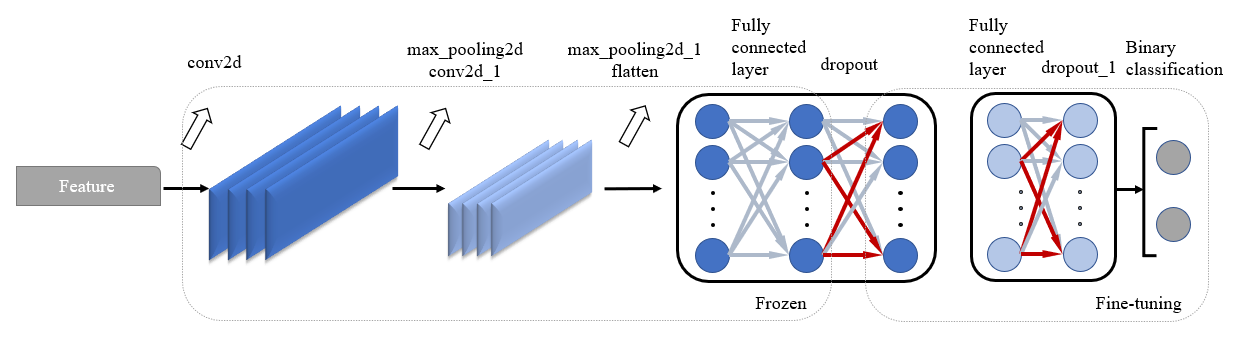 conv2d
max_pooling2d
conv2d_1
max_pooling2d_1
flatten
Fully
connected
layer
dropout
Fully
connected
layer
dropout_1
Binary
classification
Feature
Frozen
Fine-tuning